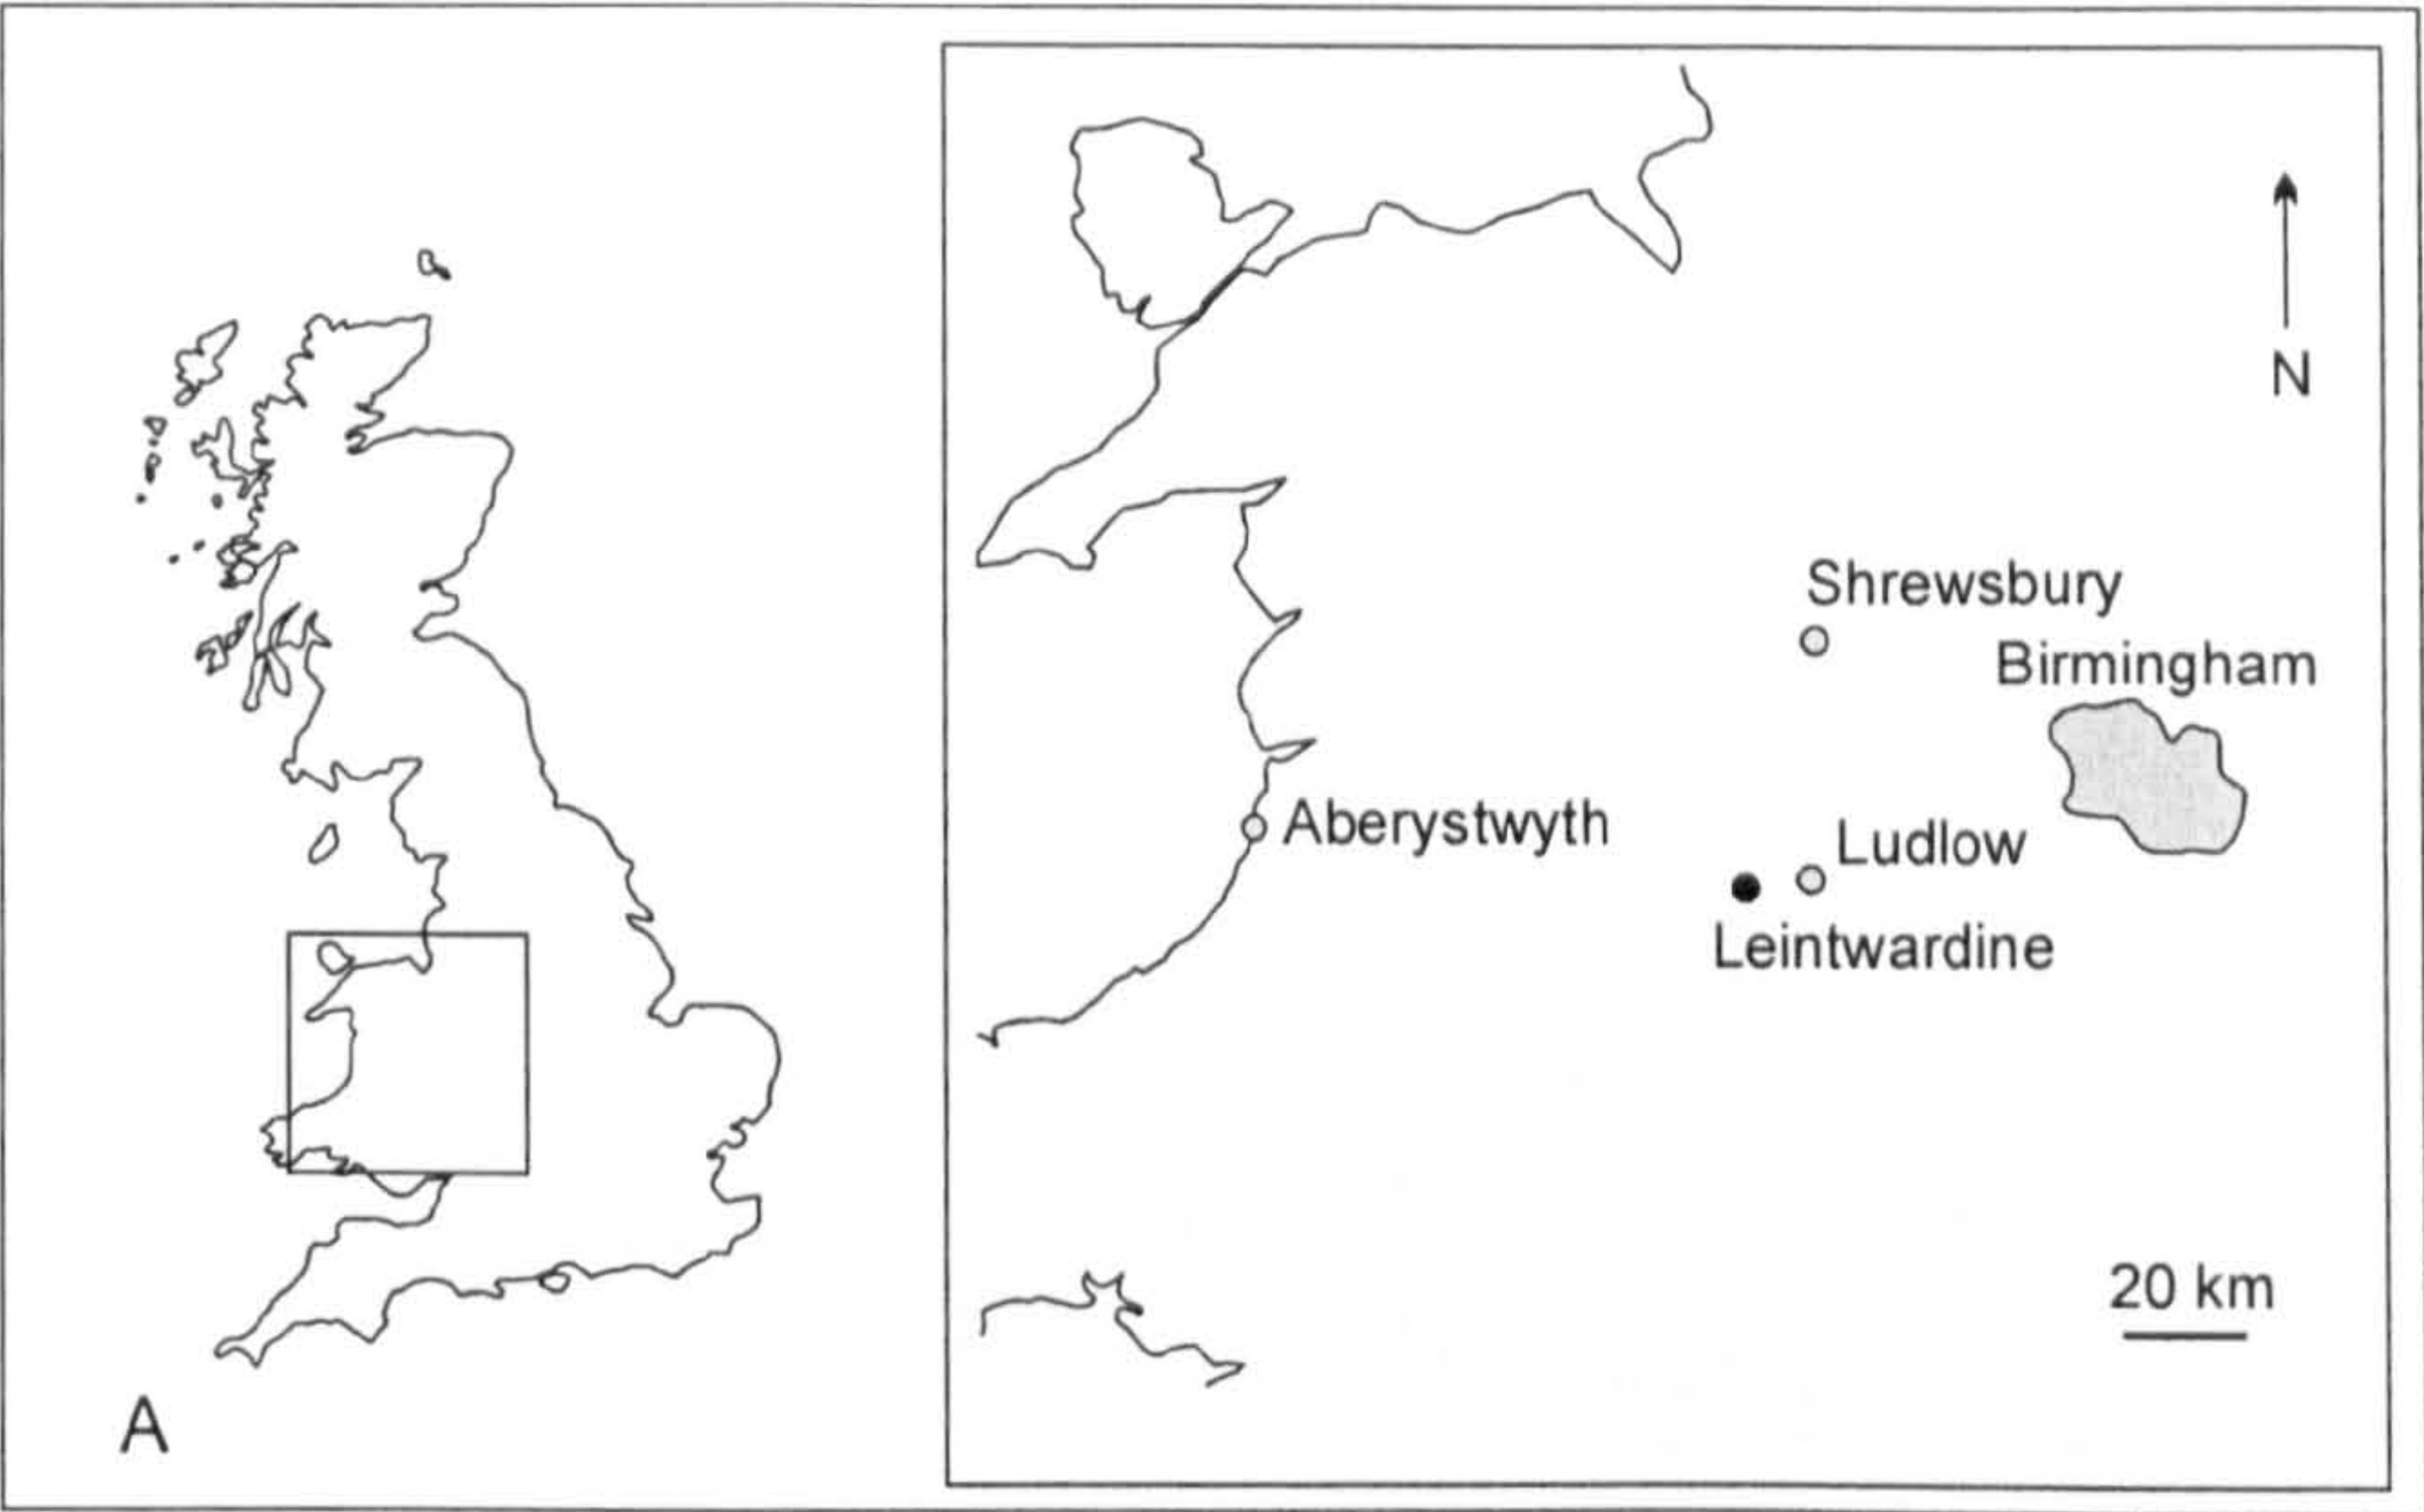 N
Shrewsbury
Birmingham
Aberystwyth
Ludlow
Leintwardine
20 km
A